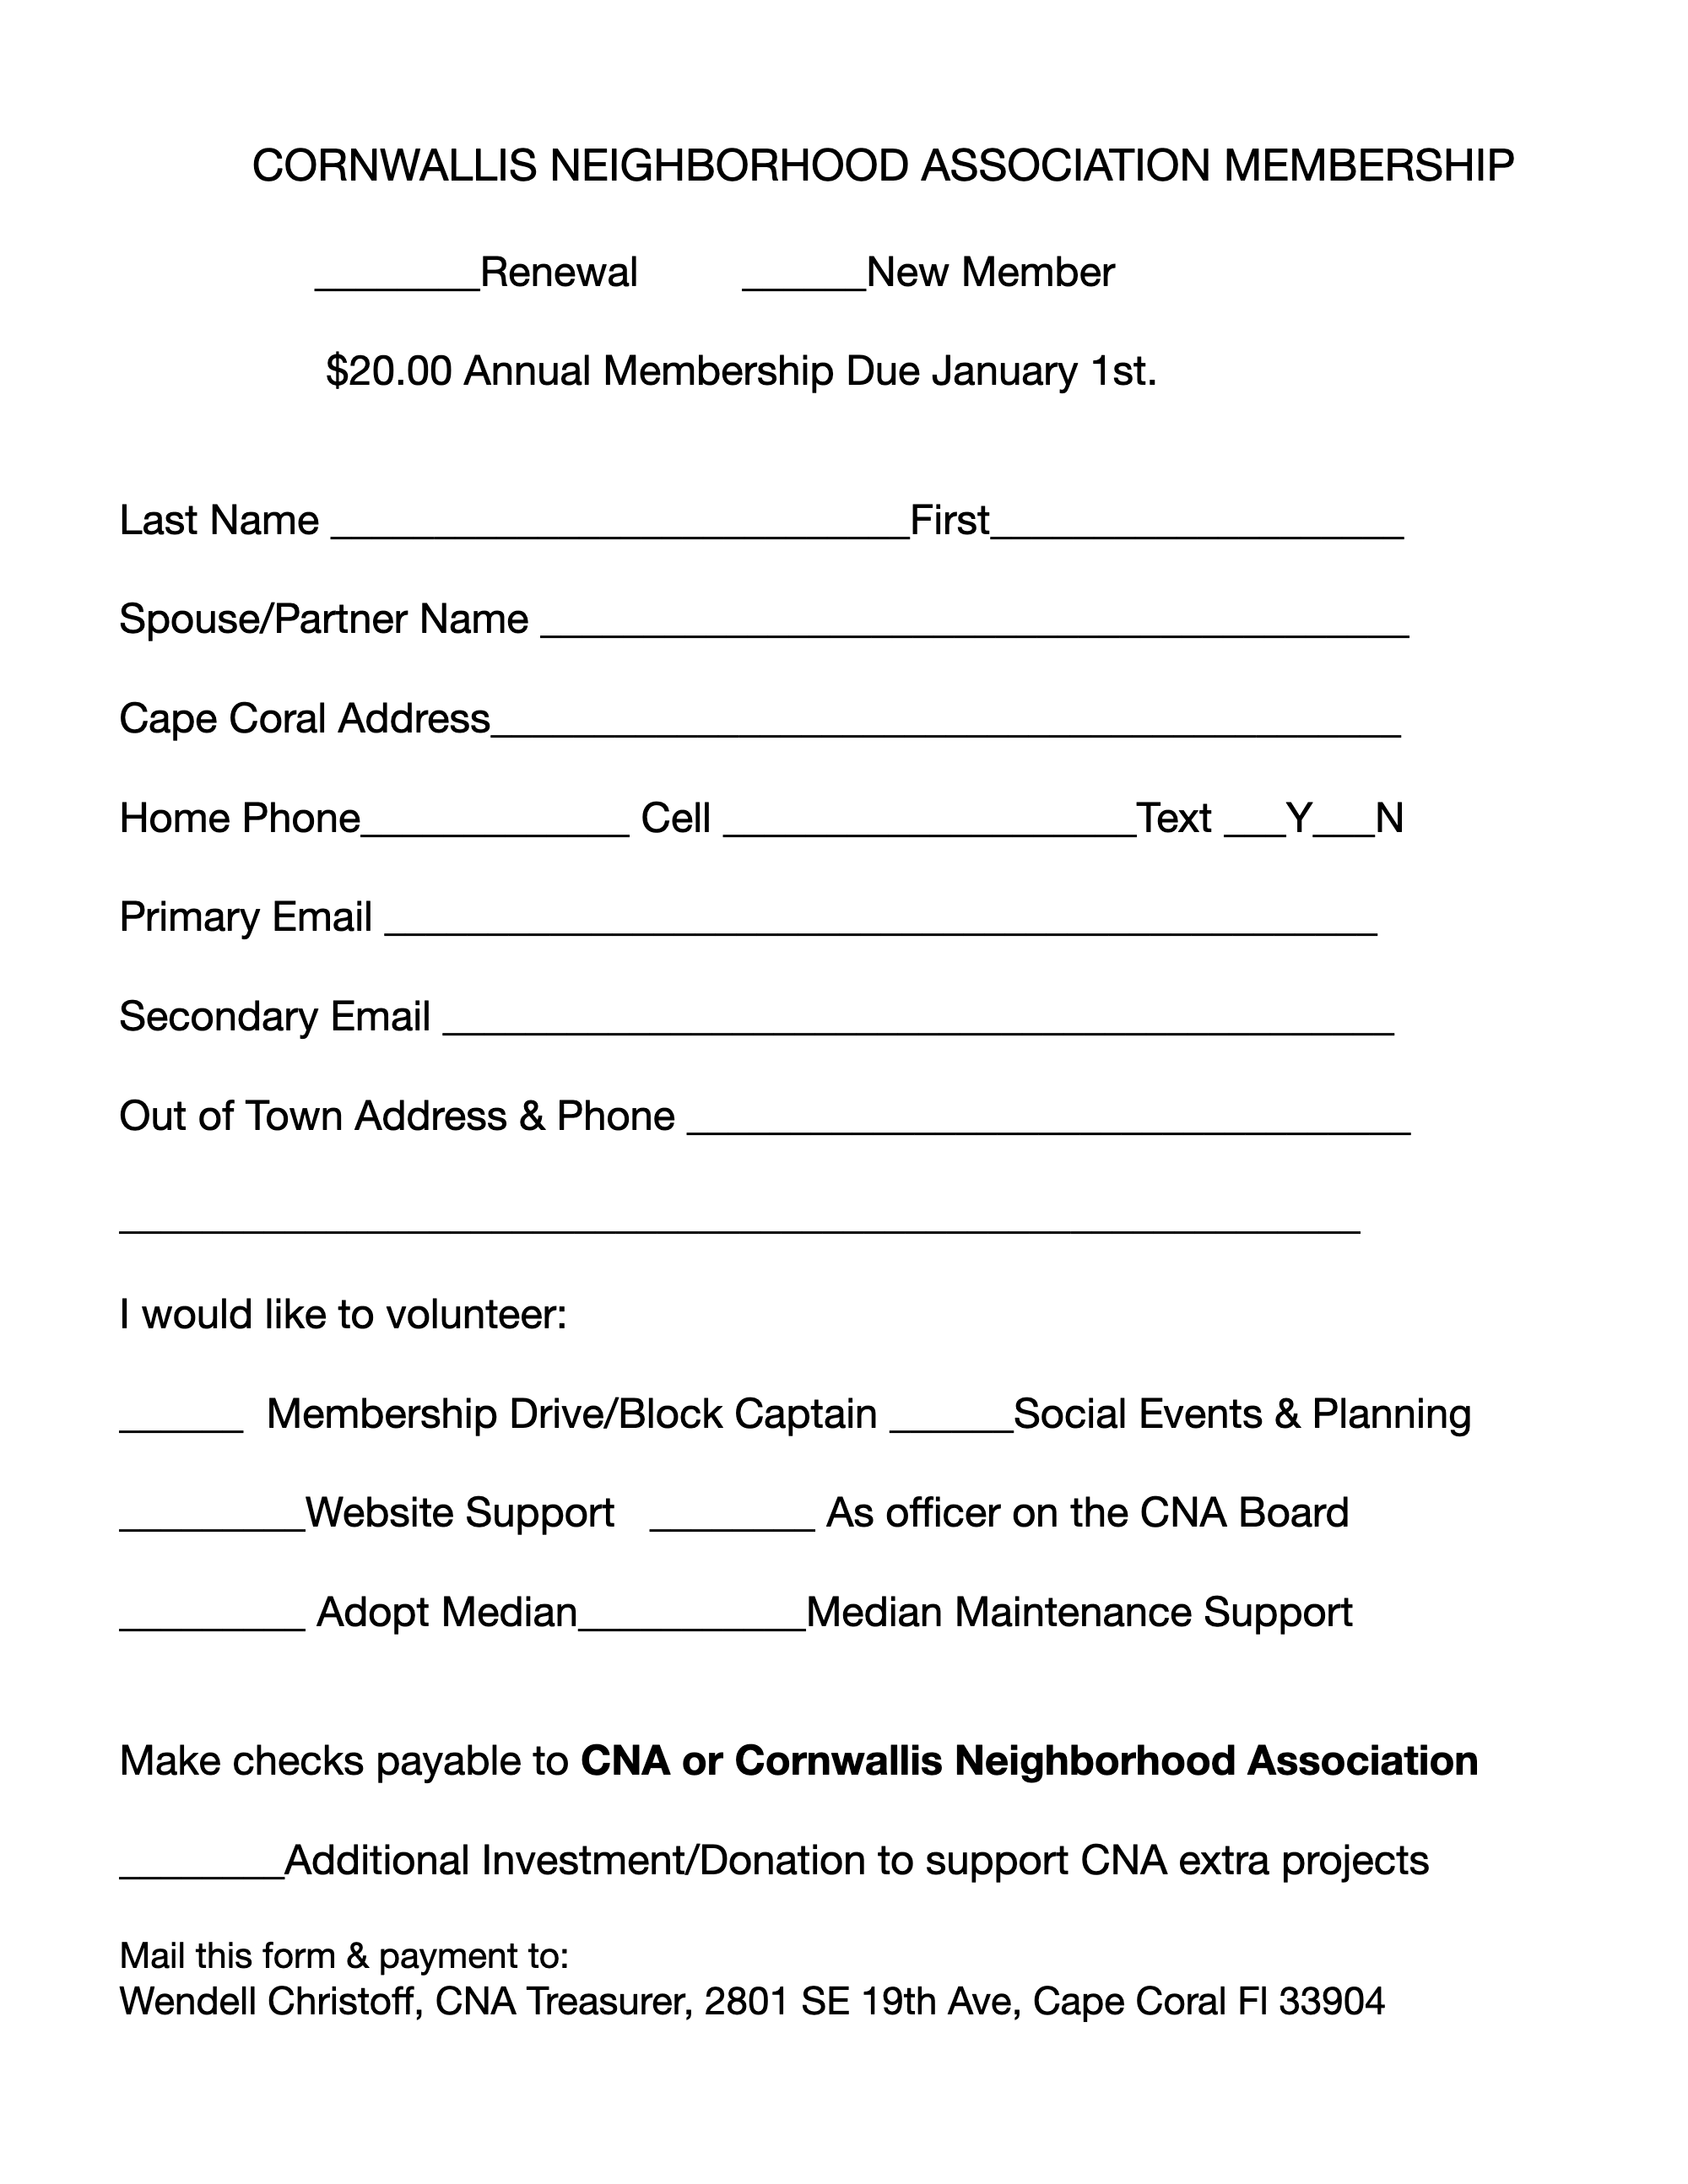 CORNWALLIS NEIGHBORHOOD ASSOCIATION MEMBERSHIP
________Renewal ______New Member
$20.00 Annual Membership Due January 1st.
Last Name ____________________________First____________________
Spouse/Partner Name __________________________________________
Cape Coral Address____________________________________________
Home Phone_____________ Cell ____________________Text ___Y___N
Primary Email ________________________________________________
Secondary Email ______________________________________________
Out of Town Address & Phone ___________________________________
____________________________________________________________
I would like to volunteer:
______ Membership Drive/Block Captain ______Social Events & Planning
_________Website Support ________ As officer on the CNA Board
_________ Adopt Median___________Median Maintenance Support
Make checks payable to CNA or Cornwallis Neighborhood Association
________Additional Investment/Donation to support CNA extra projects
Mail this form & payment to:
Wendell Christoff, CNA Treasurer, 2801 SE 19th Ave, Cape Coral Fl 33904